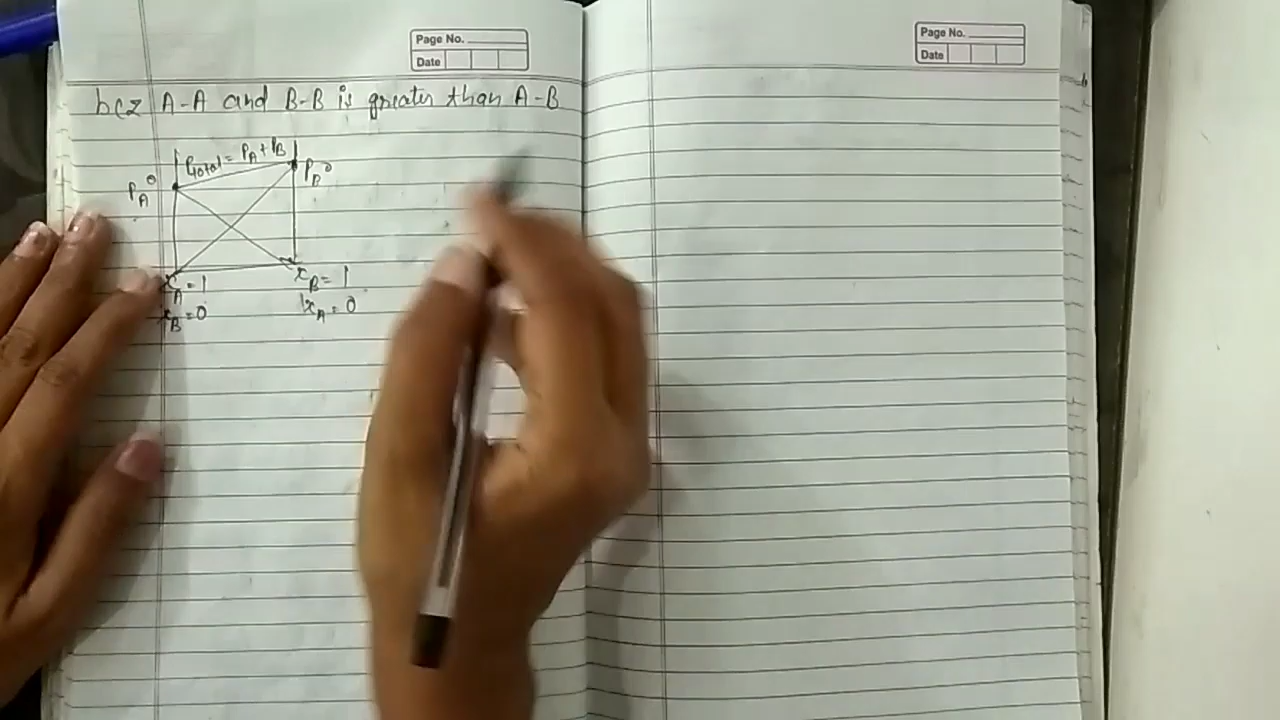 Page No.
Date
Page No.
Date
bcz A-A and B-B is greater than A-B
Ptotal = PA + PB
PA°
PB°
xA = 1
xB = 0
xB = 1
xA = 0